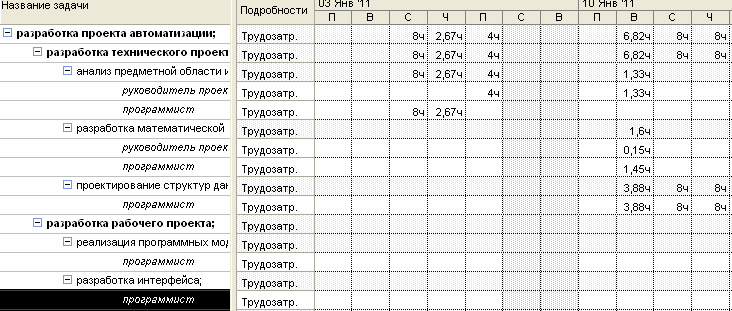 Название задачи Подробности 03 Янв '11 10 Янв '11
П В С Ч П С В П В С Ч
разработка проекта автоматизации; Трудозатр. 8ч 2,67ч 4ч 6,82ч 8ч 8ч
разработка технического проект Трудозатр. 8ч 2,67ч 4ч 6,82ч 8ч 8ч
анализ предметной области и Трудозатр. 8ч 2,67ч 4ч 1,33ч
руководитель проек Трудозатр. 4ч 1,33ч
программист Трудозатр. 8ч 2,67ч
разработка математической Трудозатр. 1,6ч
руководитель проек Трудозатр. 0,15ч
программист Трудозатр. 1,45ч
проектирование структур дан Трудозатр. 3,88ч 8ч 8ч
программист Трудозатр. 3,88ч 8ч 8ч
разработка рабочего проекта; Трудозатр.
реализация программных мод Трудозатр.
программист Трудозатр.
разработка интерфейса; Трудозатр.
программист Трудозатр.